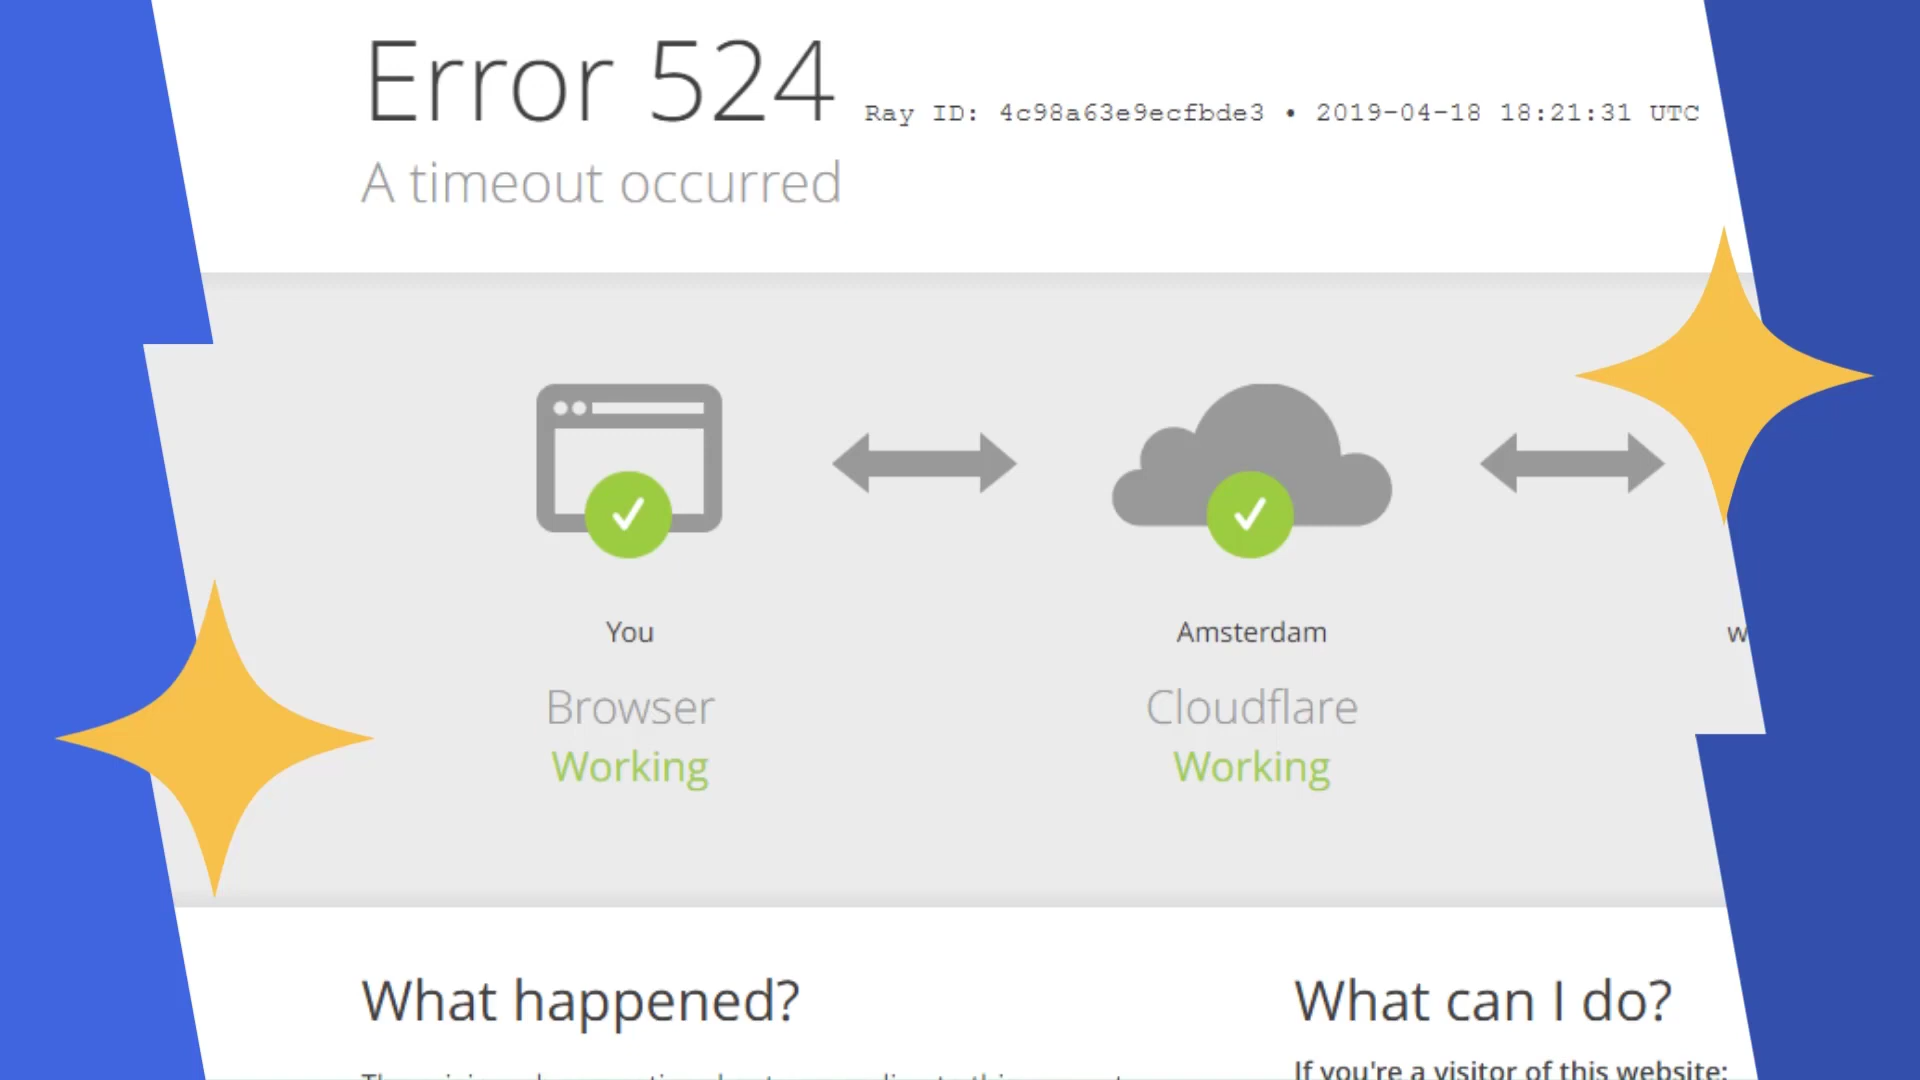 Error 524 Ray ID: 4c98a63e9ecfbde3 • 2019-04-18 18:21:31 UTC
A timeout occurred
You
Amsterdam
w
Browser
Cloudflare
Working
Working
What happened?
What can I do?
If you're a visitor of this website: